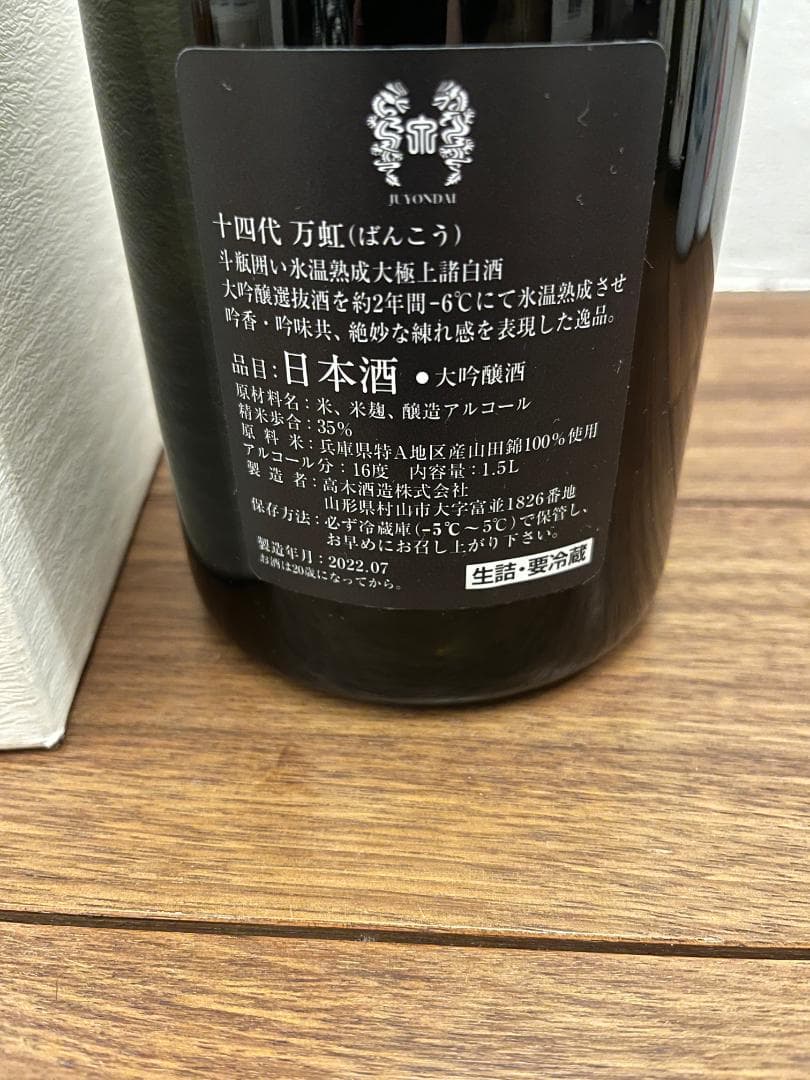 JUYONDAI
十四代 万虹(ばんこう)
斗瓶囲い氷温熟成大極上諸白酒
大吟醸選抜酒を約2年間-6℃にて氷温熟成させ
吟香・吟味共、絶妙な練れ感を表現した逸品。
品目:日本酒 ●大吟醸酒
原材料名:米、米麹、醸造アルコール
精米歩合:35%
原料米:兵庫県特A地区産山田錦100%使用
アルコール分:16度 内容量:1.5L
製造者:高木酒造株式会社
山形県村山市大字富並1826番地
保存方法:必ず冷蔵庫(-5℃~5℃)で保管し、
お早めにお召し上がり下さい。
製造年月:2022.07
お酒は20歳になってから。
生詰・要冷蔵